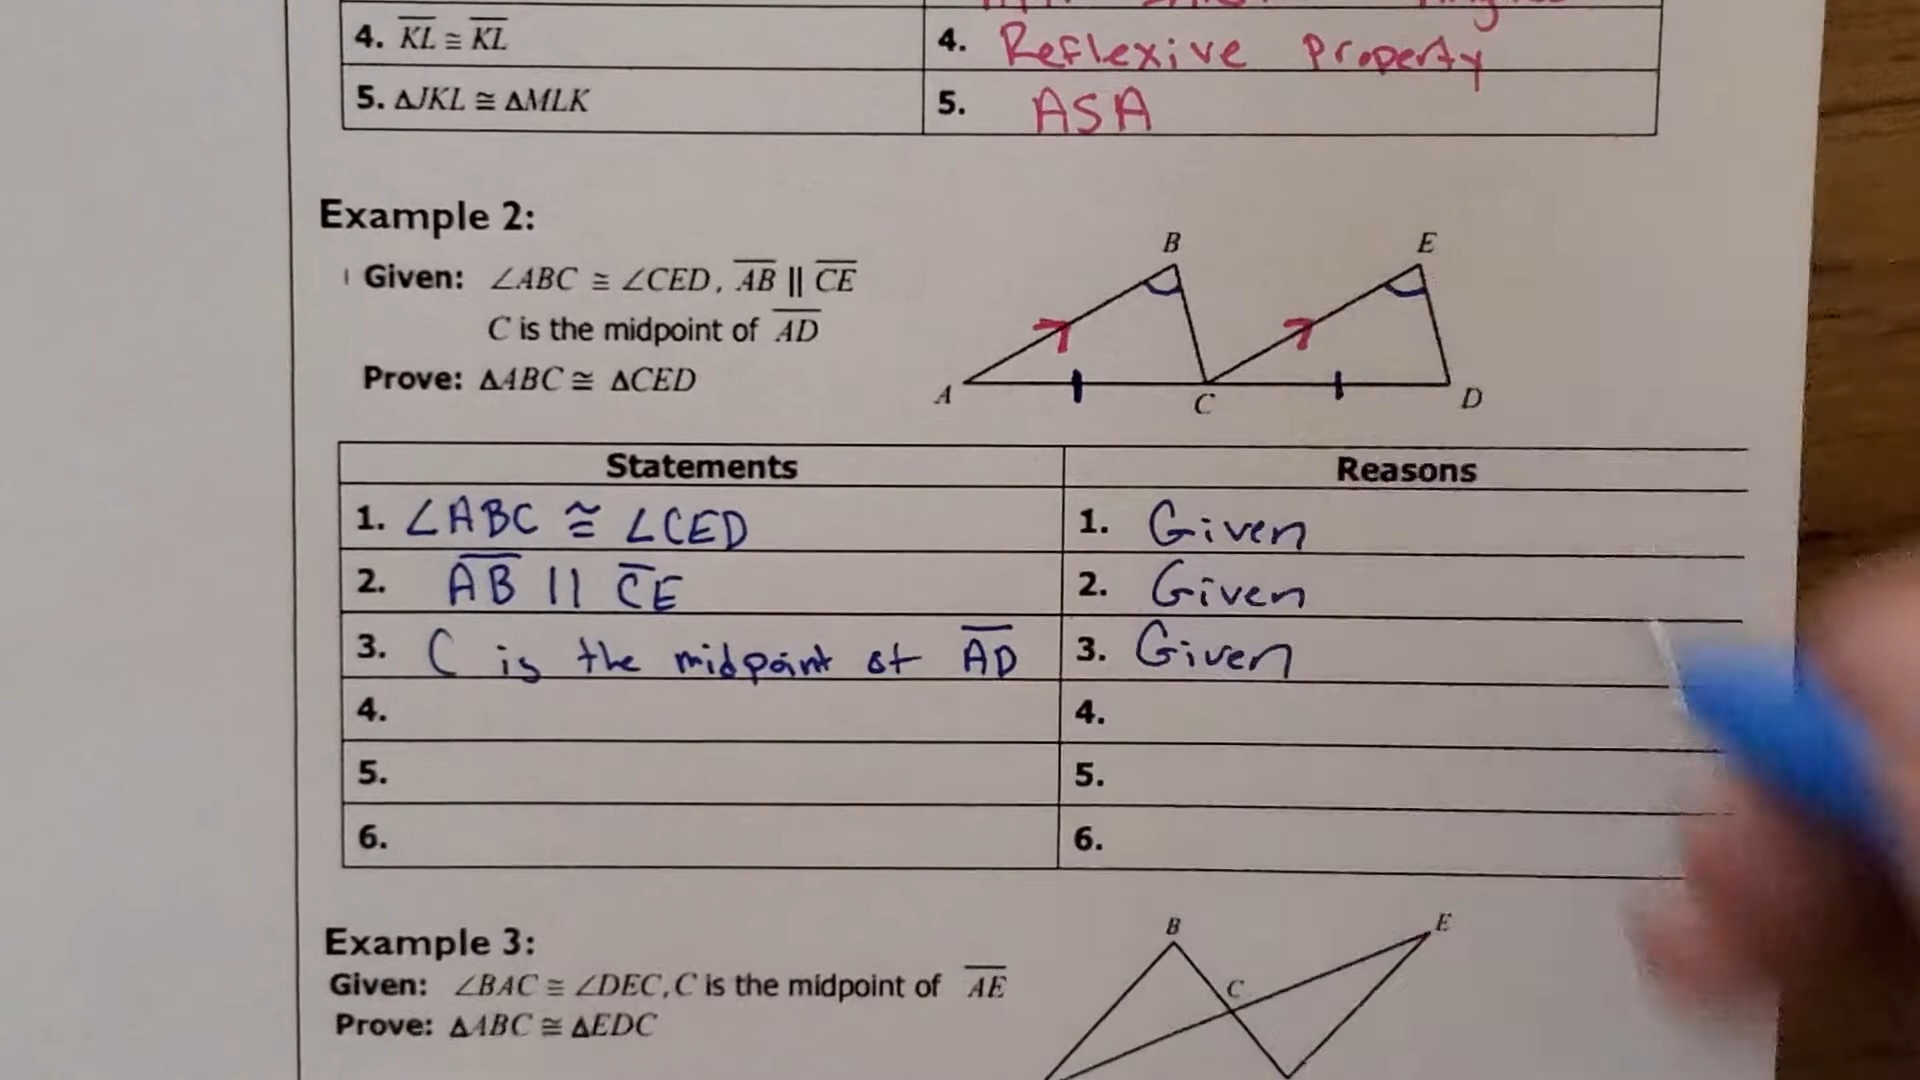 4. KL ≅ KL
4. Reflexive Property
5. ΔJKL ≅ ΔMLK
5. ASA
Example 2:
Given: ∠ABC ≅ ∠CED, AB || CE
C is the midpoint of AD
Prove: ΔABC ≅ ΔCED
B
E
A
C
D
Statements
Reasons
1. ∠ABC ≅ ∠CED
1. Given
2. AB || CE
2. Given
3. C is the midpoint of AD
3. Given
4.
4.
5.
5.
6.
6.
Example 3:
Given: ∠BAC ≅ ∠DEC, C is the midpoint of AE
Prove: ΔABC ≅ ΔEDC
B
E
C